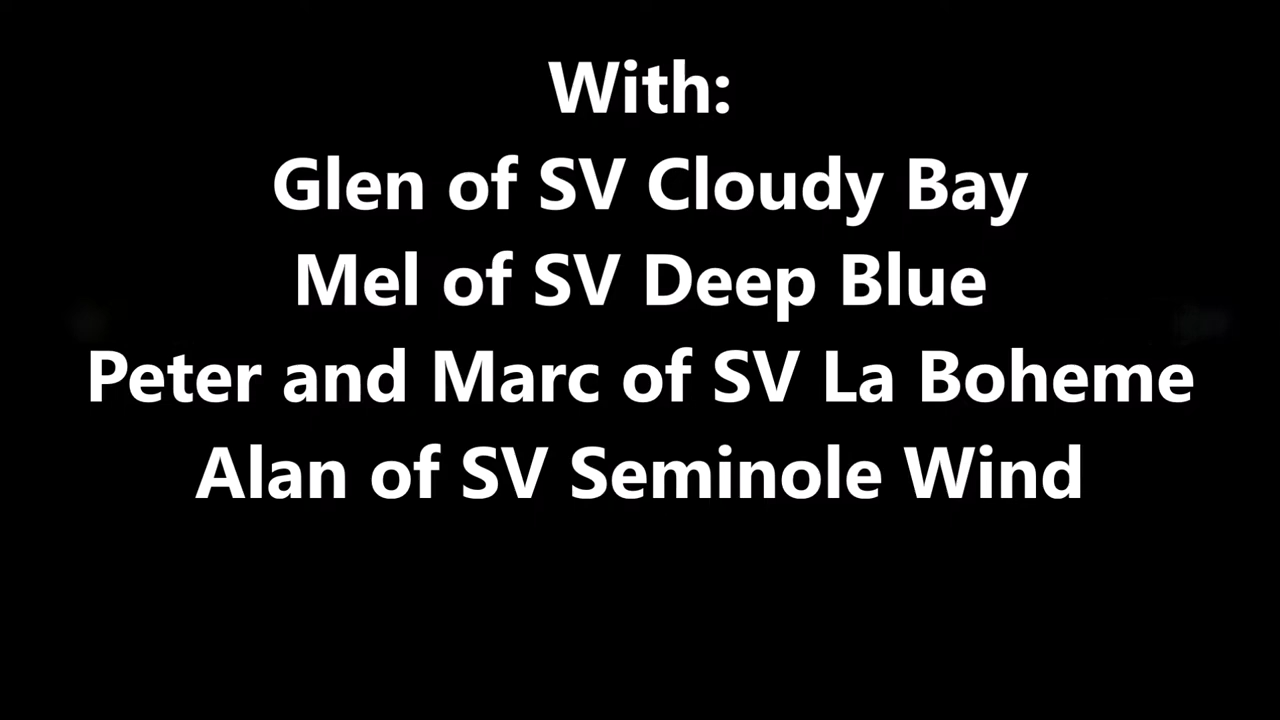 With:
Glen of SV Cloudy Bay
Mel of SV Deep Blue
Peter and Marc of SV La Boheme
Alan of SV Seminole Wind